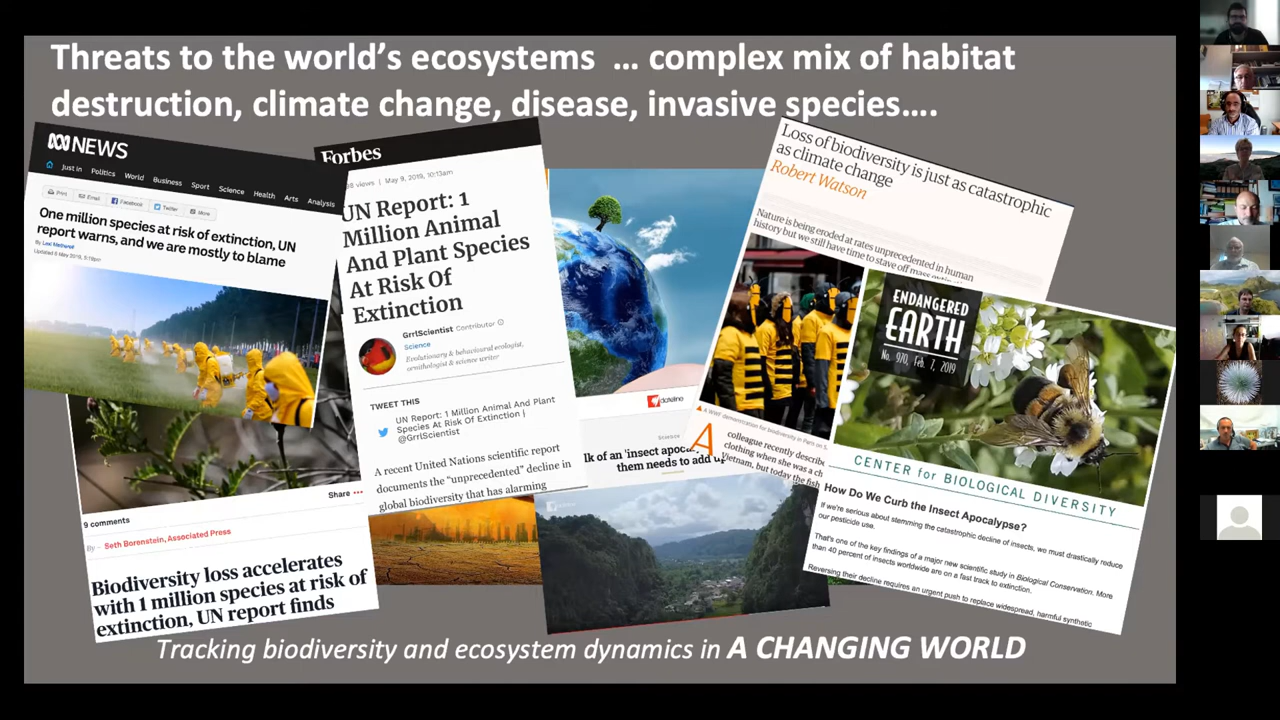 Threats to the world's ecosystems ... complex mix of habitat
destruction, climate change, disease, invasive species....
NEWS
Just in Politics World Business Sport Science Health Arts Analysis
Print Email Facebook Twitter More
One million species at risk of extinction, UN
report warns, and we are mostly to blame
By
Updated 6 May 2019, 5:19pm
Share
9 comments
By — Seth Borenstein, Associated Press
Biodiversity loss accelerates
with 1 million species at risk of
extinction, UN report finds
Forbes
views | May 9, 2019, 10:13am
UN Report: 1
Million Animal
And Plant Species
At Risk Of
Extinction
GrrlScientist Contributor
Science
Evolutionary & behavioural ecologist,
ornithologist & science writer
TWEET THIS
UN Report: 1 Million Animal And Plant
Species At Risk Of Extinction |
@GrrlScientist
A recent United Nations scientific report
documents the "unprecedented" decline in
global biodiversity that has alarming
dateline
Science
lk of an 'insect apoca
them needs to add up
Loss of biodiversity is just as catastrophic
as climate change
Robert Watson
Nature is being eroded at rates unprecedented in human
history but we still have time to stave off mass
A WWF demonstration for biodiversity in Paris on
A colleague recently describe
clothing when she was a ch
Vietnam, but today the fish
ENDANGERED
EARTH
No. 970, Feb. 7, 2019
CENTER for BIOLOGICAL DIVERSITY
How Do We Curb the Insect Apocalypse?
If we're serious about stemming the catastrophic decline of insects, we must drastically reduce
our pesticide use.
That's one of the key findings of a major new scientific study in Biological Conservation. More
than 40 percent of insects worldwide are on a fast track to extinction.
Reversing their decline requires an urgent push to replace widespread, harmful synthetic
Tracking biodiversity and ecosystem dynamics in A CHANGING WORLD